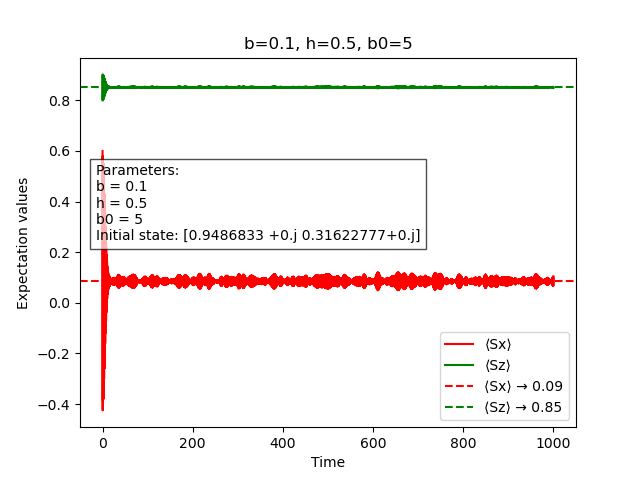 b=0.1, h=0.5, b0=5
Expectation values
0.8
0.6
0.4
0.2
0.0
−0.2
−0.4
Parameters:
b = 0.1
h = 0.5
b0 = 5
Initial state: [0.9486833 +0.j 0.31622777+0.j]
⟨Sx⟩
⟨Sz⟩
⟨Sx⟩ → 0.09
⟨Sz⟩ → 0.85
0 200 400 600 800 1000
Time